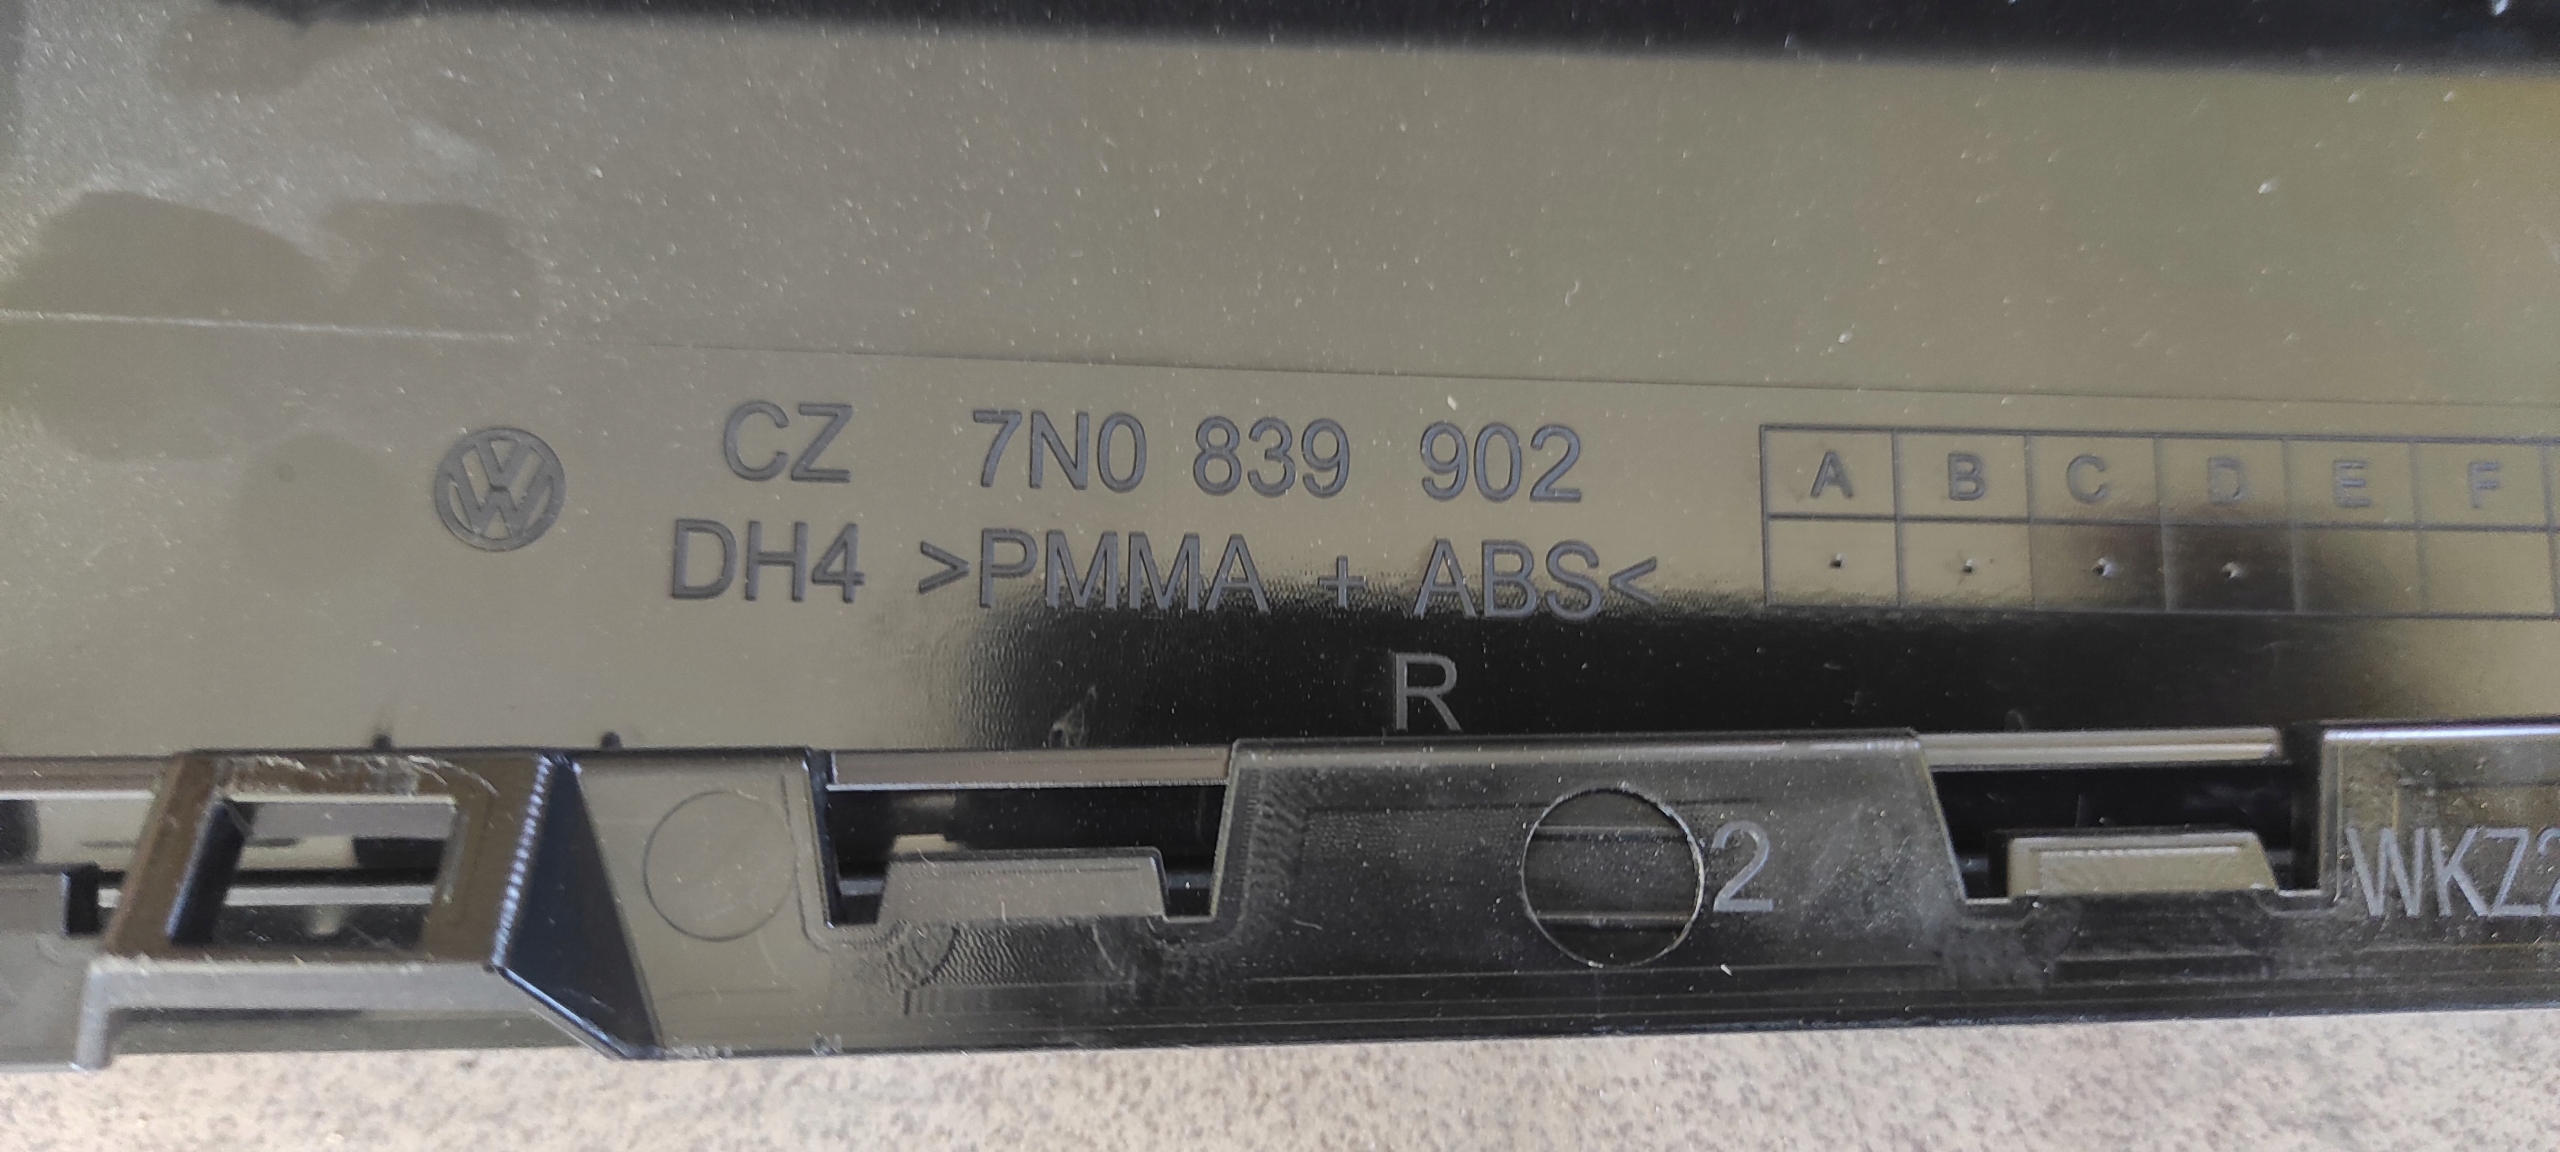 CZ 7N0 839 902
DH4 >PMMA + ABS<
A B C D E F
R
2
WKZ2